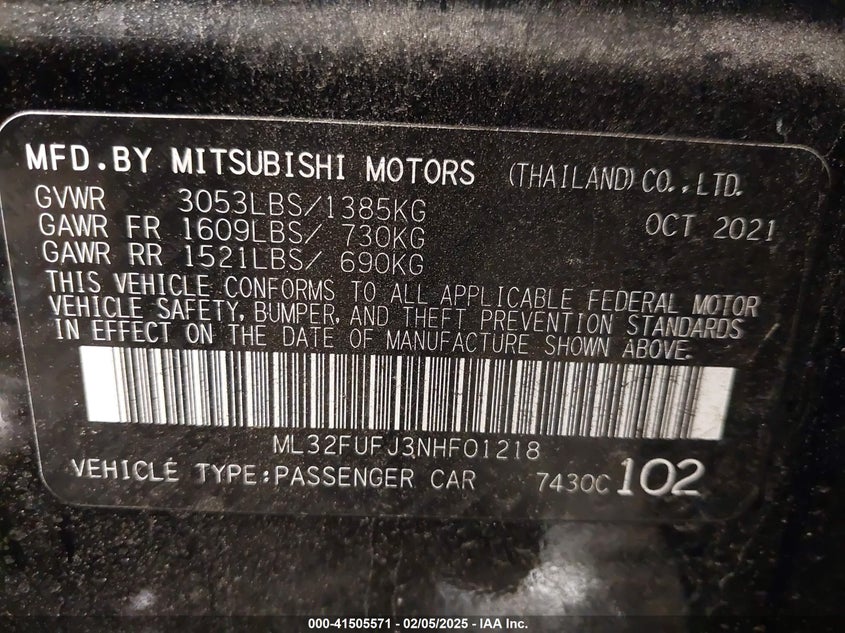 MFD.BY MITSUBISHI MOTORS (THAILAND) CO.,LTD.
GVWR 3053LBS/1385KG OCT 2021
GAWR FR 1609LBS/ 730KG
GAWR RR 1521LBS/ 690KG
THIS VEHICLE CONFORMS TO ALL APPLICABLE FEDERAL MOTOR
VEHICLE SAFETY, BUMPER, AND THEFT PREVENTION STANDARDS
IN EFFECT ON THE DATE OF MANUFACTURE SHOWN ABOVE.
ML32FUFJ3NHF01218
VEHICLE TYPE:PASSENGER CAR 7430C 102
000-41505571 - 02/05/2025 - IAA Inc.